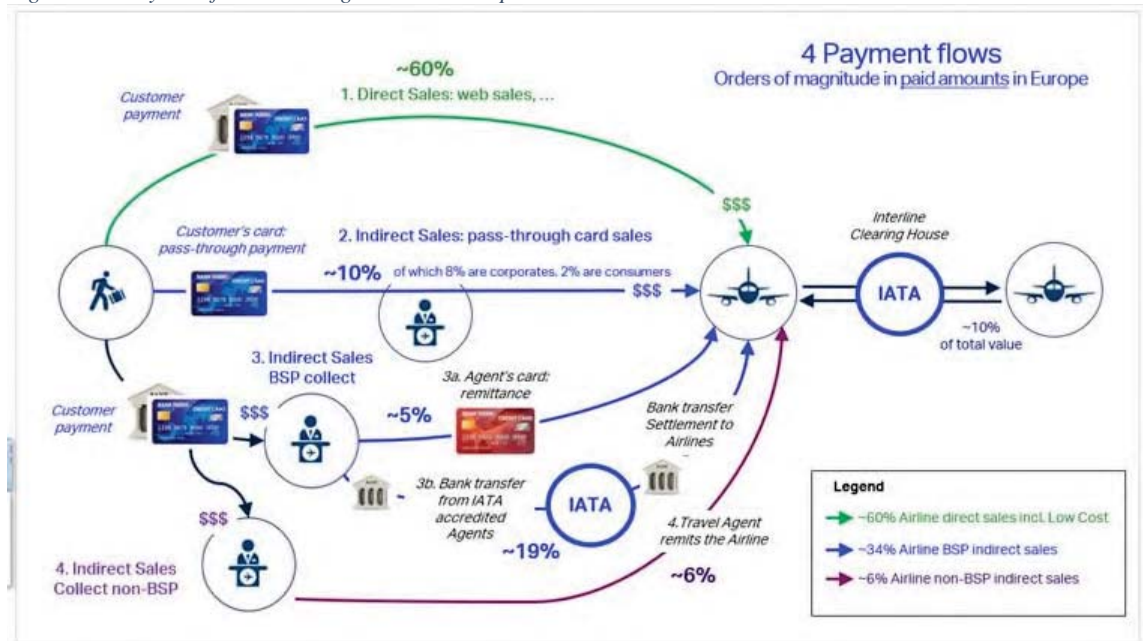 4 Payment flows
Orders of magnitude in paid amounts in Europe
~60%
1. Direct Sales: web sales, ...
Customer
payment
$$$
Customer's card:
pass-through payment
2. Indirect Sales: pass-through card sales
~10% of which 8% are corporates. 2% are consumers
$$$
Interline
Clearing House
IATA
~10%
of total value
3. Indirect Sales
BSP collect
3a. Agent's card:
remittance
Customer
payment
$$$
~5%
Bank transfer
Settlement to
Airlines
3b. Bank transfer
from IATA
accredited
Agents
~19%
IATA
$$$
4. Indirect Sales
Collect non-BSP
4.Travel Agent
remits the Airline
~6%
Legend
~60% Airline direct sales incl. Low Cost
~34% Airline BSP indirect sales
~6% Airline non-BSP indirect sales